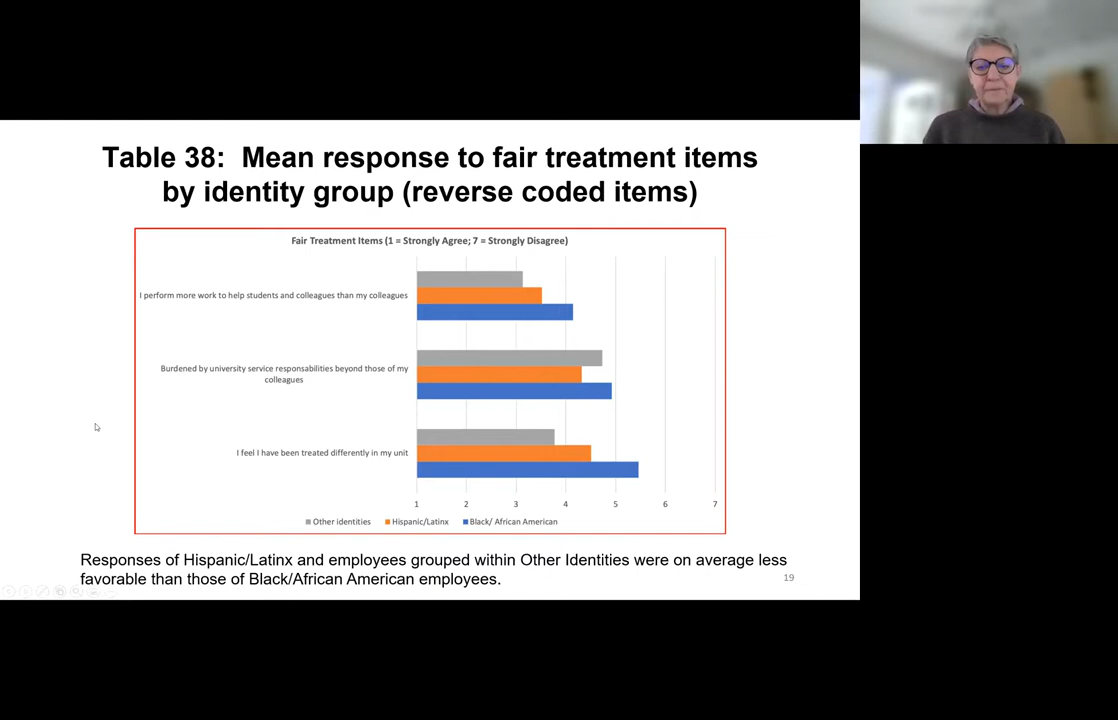 Table 38:  Mean response to fair treatment items
by identity group (reverse coded items)
Fair Treatment Items (1 = Strongly Agree; 7 = Strongly Disagree)
I perform more work to help students and colleagues than my colleagues
Burdened by university service responsabilities beyond those of my
colleagues
I feel I have been treated differently in my unit
1 2 3 4 5 6 7
Other identities Hispanic/Latinx Black/ African American
Responses of Hispanic/Latinx and employees grouped within Other Identities were on average less
favorable than those of Black/African American employees.
19